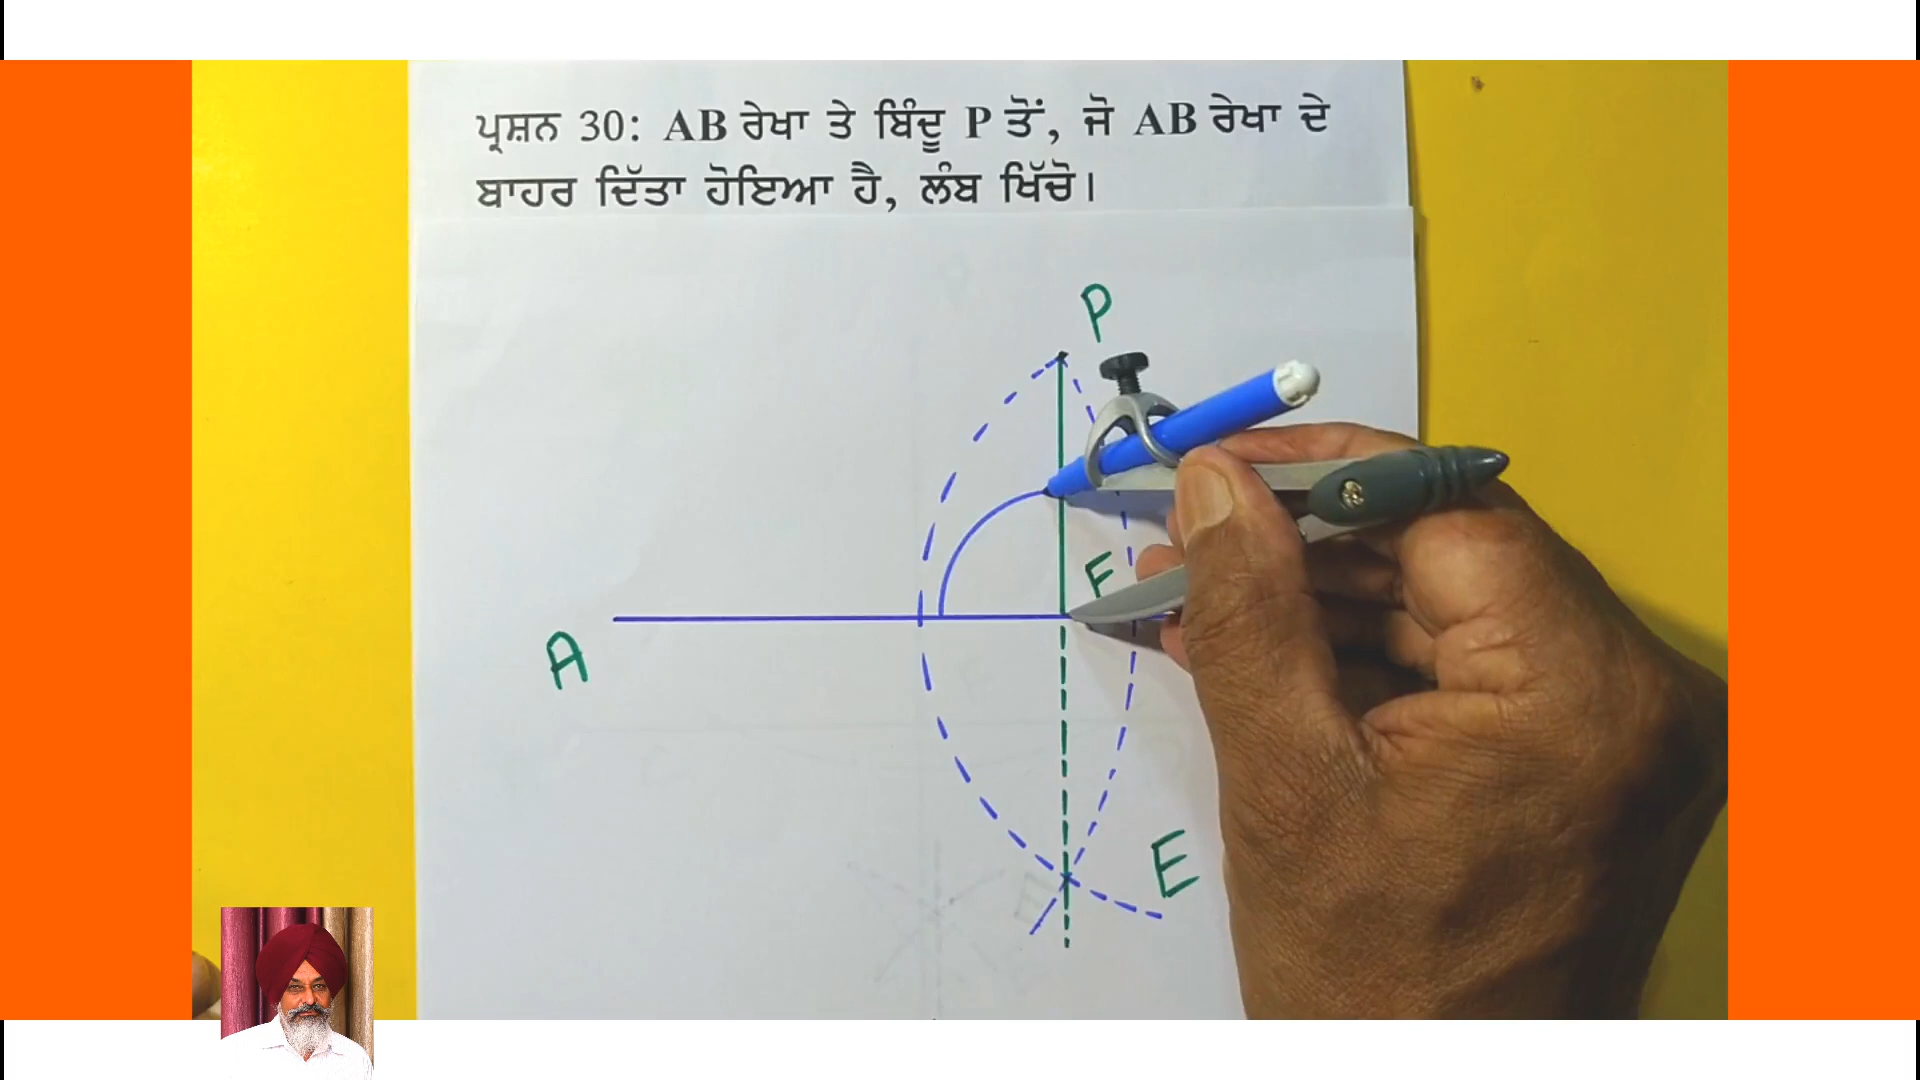 ਪ੍ਰਸ਼ਨ 30: AB ਰੇਖਾ ਤੇ ਬਿੰਦੂ P ਤੋਂ, ਜੋ AB ਰੇਖਾ ਦੇ
ਬਾਹਰ ਦਿੱਤਾ ਹੋਇਆ ਹੈ, ਲੰਬ ਖਿੱਚੋ।
P
F
A
E